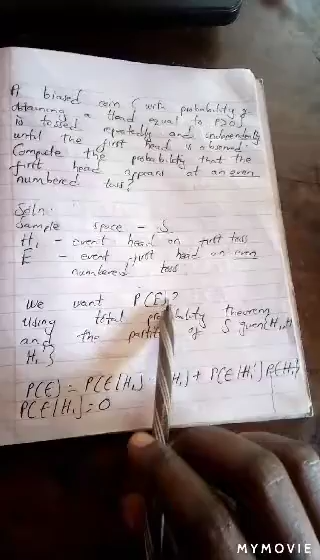 A biased coin (with probability of
obtaining a Head equal to P>0)
is tossed repeatedly and independently
until the first head is observed.
Compute the probability that the
first head appears at an even
numbered toss?
Soln:
Sample space - S
H1 - event head on first toss
E - event first head on even
numbered toss
We want P(E)?
Using total probability theorem
and the partition of S given {H1, H
H1'}
P(E) = P(E|H1) H1) + P(E|H1') P(H1')
P(E|H1) = 0
MYMOVIE